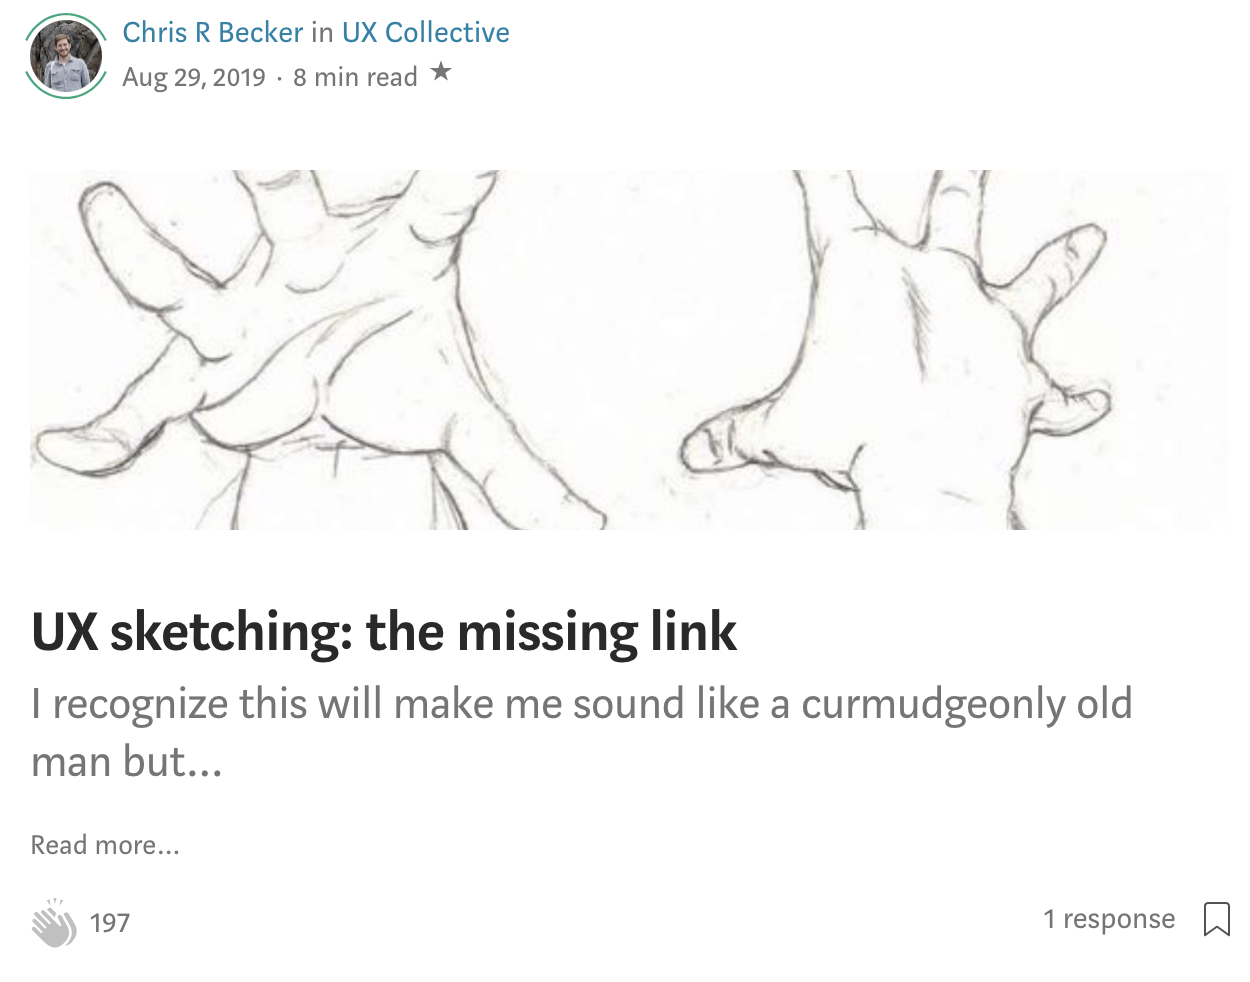 Chris R Becker in UX Collective
Aug 29, 2019 · 8 min read ★
UX sketching: the missing link
I recognize this will make me sound like a curmudgeonly old
man but…
Read more…
197
1 response